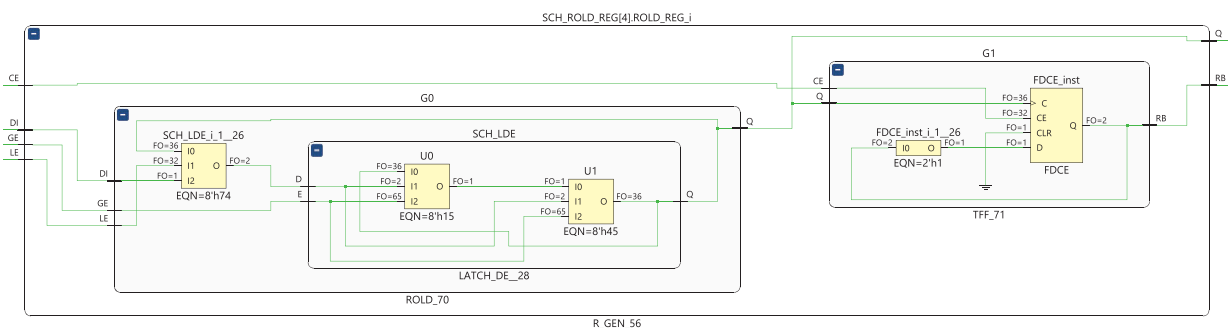 SCH_ROLD_REG[4].ROLD_REG_i
CE
DI
GE
LE
Q
RB
G0
DI
GE
LE
Q
SCH_LDE_i_1__26
FO=36 I0
FO=32 I1 O FO=2
FO=1 I2
EQN=8'h74
SCH_LDE
D
E
Q
U0
FO=36 I0
FO=2 I1 O FO=1
FO=65 I2
EQN=8'h15
U1
FO=1 I0
FO=2 I1 O FO=36
FO=65 I2
EQN=8'h45
LATCH_DE__28
ROLD_70
G1
CE
Q
RB
FDCE_inst_i_1__26
FO=2 I0 O FO=1
EQN=2'h1
FDCE_inst
FO=36 C
FO=32 CE
FO=1 CLR Q FO=2
FO=1 D
FDCE
TFF_71
R_GEN_56